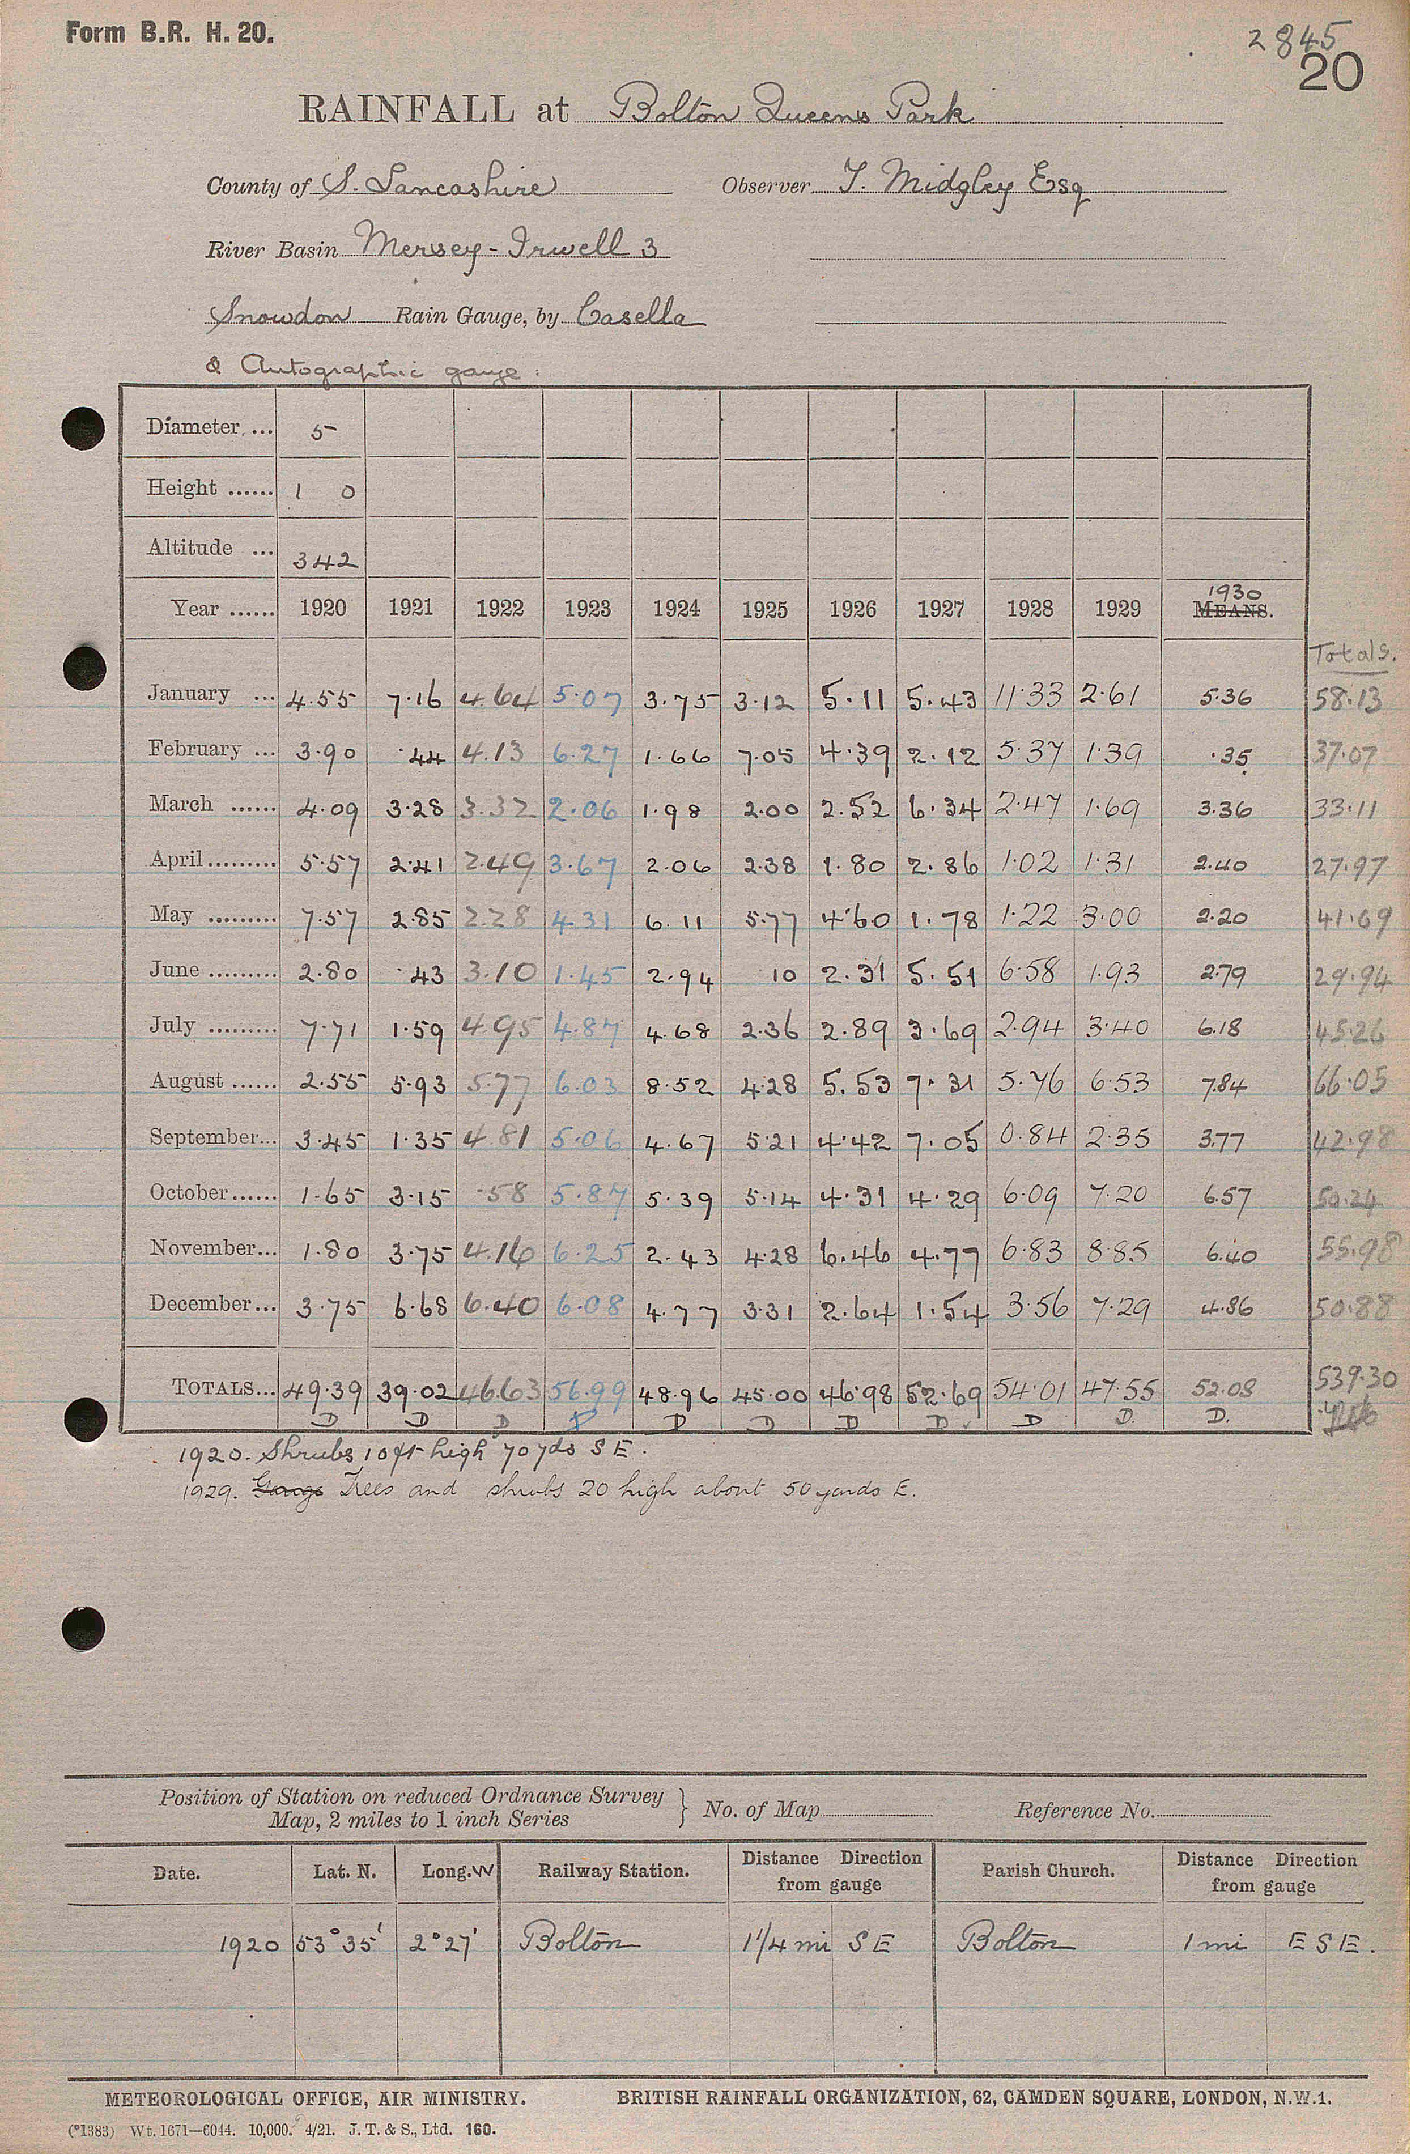 Form B.R. H. 20.
2845
20
RAINFALL at Bolton Queens Park
County of S. Lancashire Observer T. Midgley Esq
River Basin Mersey-Irwell 3
Snowdon Rain Gauge, by Casella
& Autographic gauge.
Diameter ... 5
Height ...... 1 0
Altitude ... 342
Year ...... 1920 1921 1922 1923 1924 1925 1926 1927 1928 1929 1930 MEANS.
Totals.
January ... 4.55 7.16 4.64 5.07 3.75 3.12 5.11 5.43 11.33 2.61 5.36 58.13
February ... 3.90 .44 4.13 6.27 1.66 7.05 4.39 2.12 5.37 1.39 .35 37.07
March ...... 4.09 3.28 3.32 2.06 1.98 2.00 2.52 6.34 2.47 1.69 3.36 33.11
April......... 5.57 2.41 2.49 3.67 2.06 2.38 1.80 2.86 1.02 1.31 2.40 27.97
May ......... 7.57 2.85 2.28 4.31 6.11 5.77 4.60 1.78 1.22 3.00 2.20 41.69
June ......... 2.80 .43 3.10 1.45 2.94 10 2.31 5.51 6.58 1.93 2.79 29.94
July ......... 7.71 1.59 4.95 4.87 4.68 2.36 2.89 3.69 2.94 3.40 6.18 45.26
August ...... 2.55 5.93 5.77 6.03 8.52 4.28 5.53 7.31 5.76 6.53 7.84 66.05
September... 3.45 1.35 4.81 5.06 4.67 5.21 4.42 7.05 0.84 2.35 3.77 42.98
October...... 1.65 3.15 .58 5.87 5.39 5.14 4.31 4.29 6.09 7.20 6.57 50.24
November... 1.80 3.75 4.16 6.25 2.43 4.28 6.46 4.77 6.83 8.85 6.40 55.98
December... 3.75 6.68 6.40 6.08 4.77 3.31 2.64 1.54 3.56 7.29 4.86 50.88
TOTALS... 49.39 39.02 46.63 56.99 48.96 45.00 46.98 52.69 54.01 47.55 52.08 539.30
D D D D D D D D D D. D.
1920. Shrubs 10ft high 70 yds S E.
1929. Gauge Trees and shrubs 20 high about 50 yards E.
Position of Station on reduced Ordnance Survey Map, 2 miles to 1 inch Series } No. of Map Reference No.
Date. Lat. N. Long. W Railway Station. Distance from gauge Direction Parish Church. Distance from gauge Direction
1920 53°35' 2°27' Bolton 1 1/4 mi S E Bolton 1 mi E S E.
METEOROLOGICAL OFFICE, AIR MINISTRY. BRITISH RAINFALL ORGANIZATION, 62, CAMDEN SQUARE, LONDON, N.W.1.
(*1383) Wt. 1671—6044. 10,000. 4/21. J. T. & S., Ltd. 160.